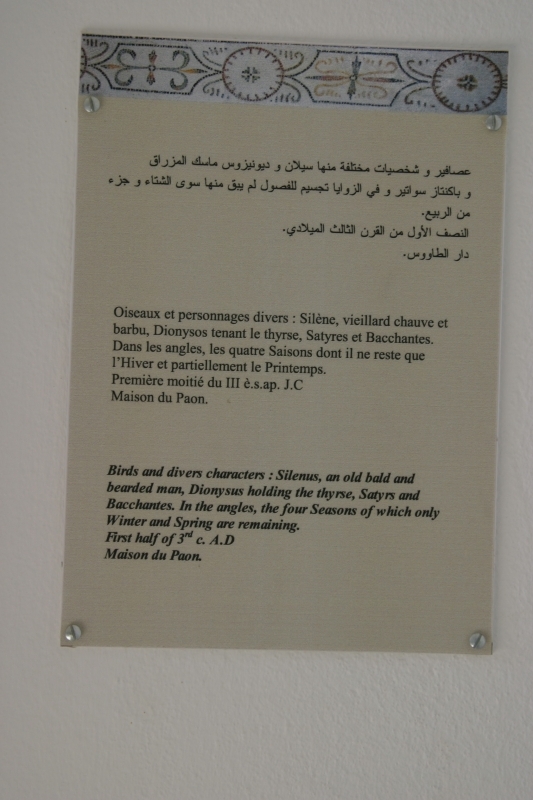 عصافير و شخصيات مختلفة منها سيلان و ديونيزوس ماسك المزراق
و باكنتاز سواتير و في الزوايا تجسيم للفصول لم يبق منها سوى الشتاء و جزء
من الربيع.
النصف الأول من القرن الثالث الميلادي.
دار الطاووس.
Oiseaux et personnages divers : Silène, vieillard chauve et
barbu, Dionysos tenant le thyrse, Satyres et Bacchantes.
Dans les angles, les quatre Saisons dont il ne reste que
l'Hiver et partiellement le Printemps.
Première moitié du III è.s.ap. J.C
Maison du Paon.
Birds and divers characters : Silenus, an old bald and
bearded man, Dionysus holding the thyrse, Satyrs and
Bacchantes. In the angles, the four Seasons of which only
Winter and Spring are remaining.
First half of 3rd c. A.D
Maison du Paon.